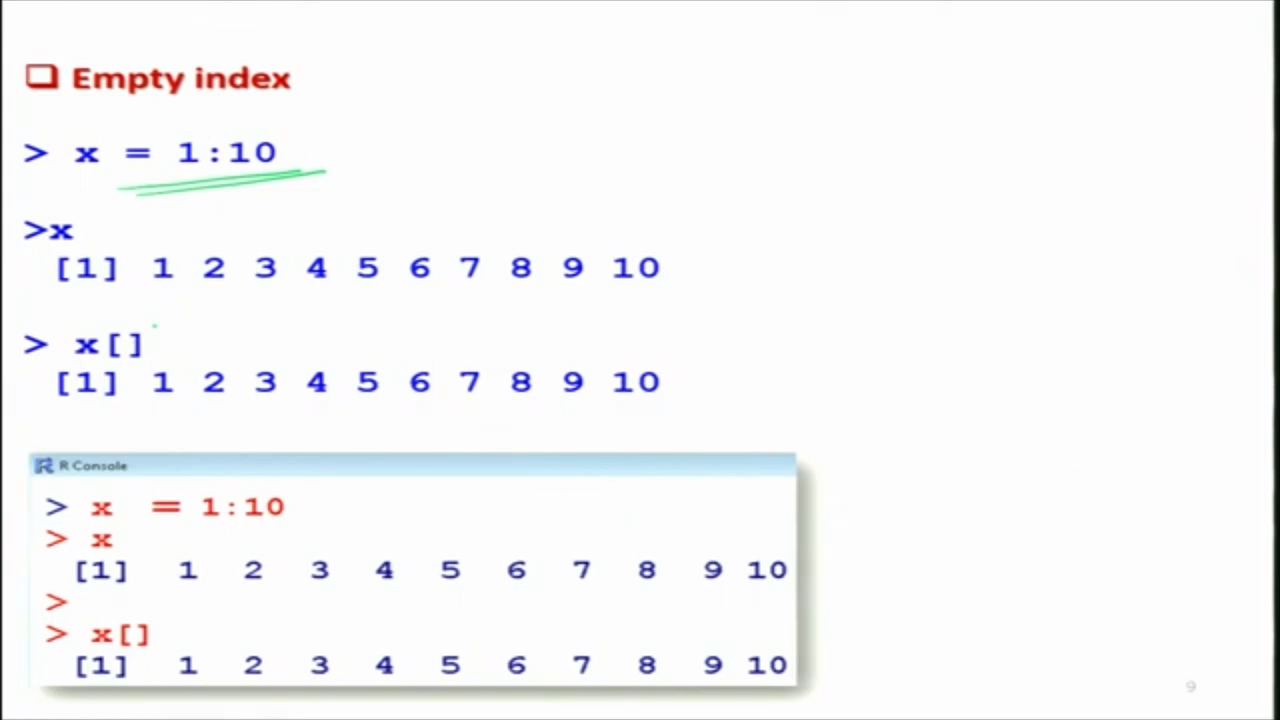 Empty index
> x = 1:10
>x
[1] 1 2 3 4 5 6 7 8 9 10
> x[]
[1] 1 2 3 4 5 6 7 8 9 10
R Console
> x = 1:10
> x
[1] 1 2 3 4 5 6 7 8 9 10
>
> x[]
[1] 1 2 3 4 5 6 7 8 9 10
9